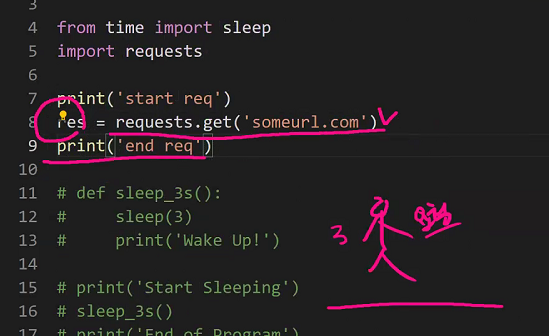 3
4
from time import sleep
5
import requests
6
7
print('start req')
8
res = requests.get('someurl.com')
9
print('end req')
10
11
# def sleep_3s():
12
#     sleep(3)
13
#     print('Wake Up!')
14
15
# print('Start Sleeping')
16
# sleep_3s()
17
# print('End of Program')
3